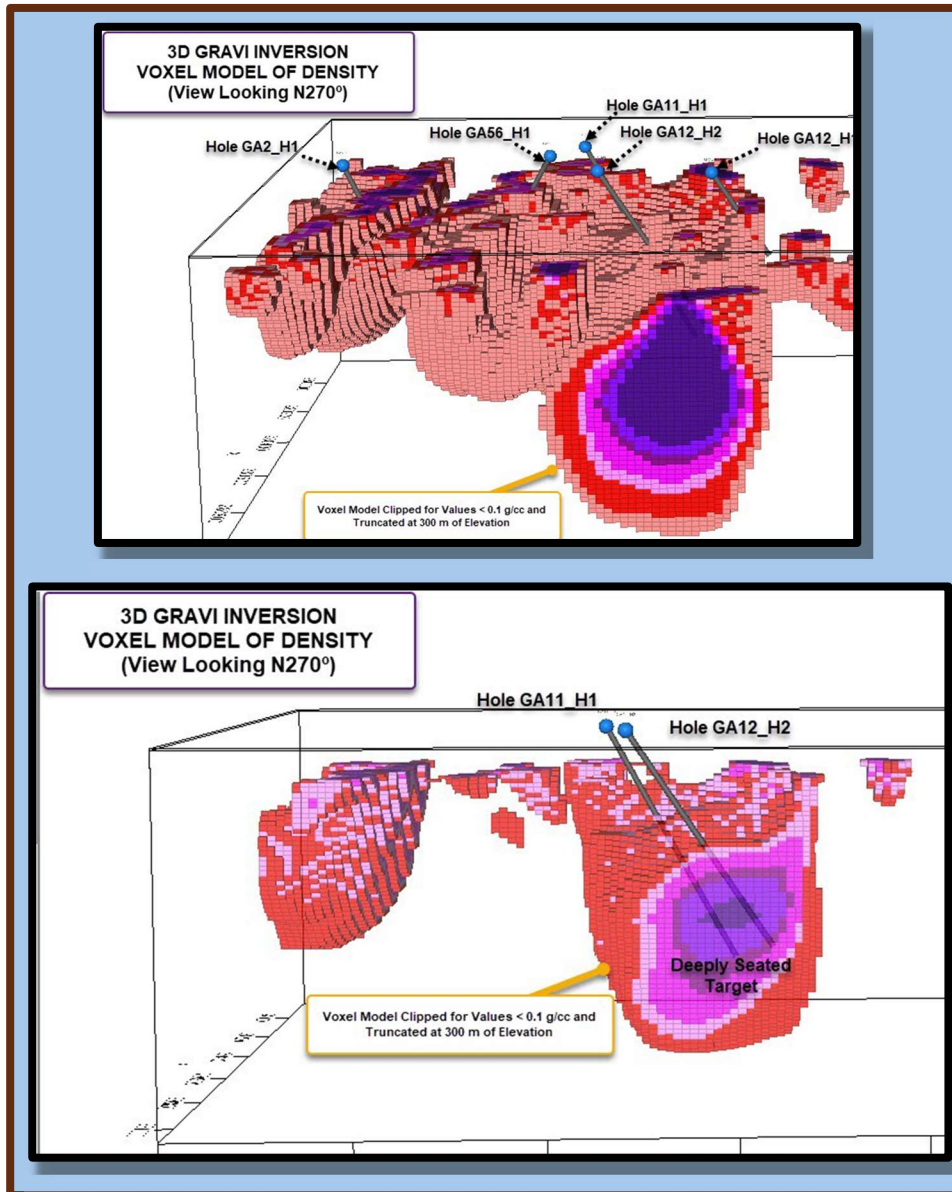 3D GRAVI INVERSION
VOXEL MODEL OF DENSITY
(View Looking N270º)
Hole GA11_H1
Hole GA56_H1
Hole GA12_H2
Hole GA2_H1
Hole GA12_H1
Voxel Model Clipped for Values < 0.1 g/cc and
Truncated at 300 m of Elevation
3D GRAVI INVERSION
VOXEL MODEL OF DENSITY
(View Looking N270º)
Hole GA11_H1
Hole GA12_H2
Deeply Seated
Target
Voxel Model Clipped for Values < 0.1 g/cc and
Truncated at 300 m of Elevation